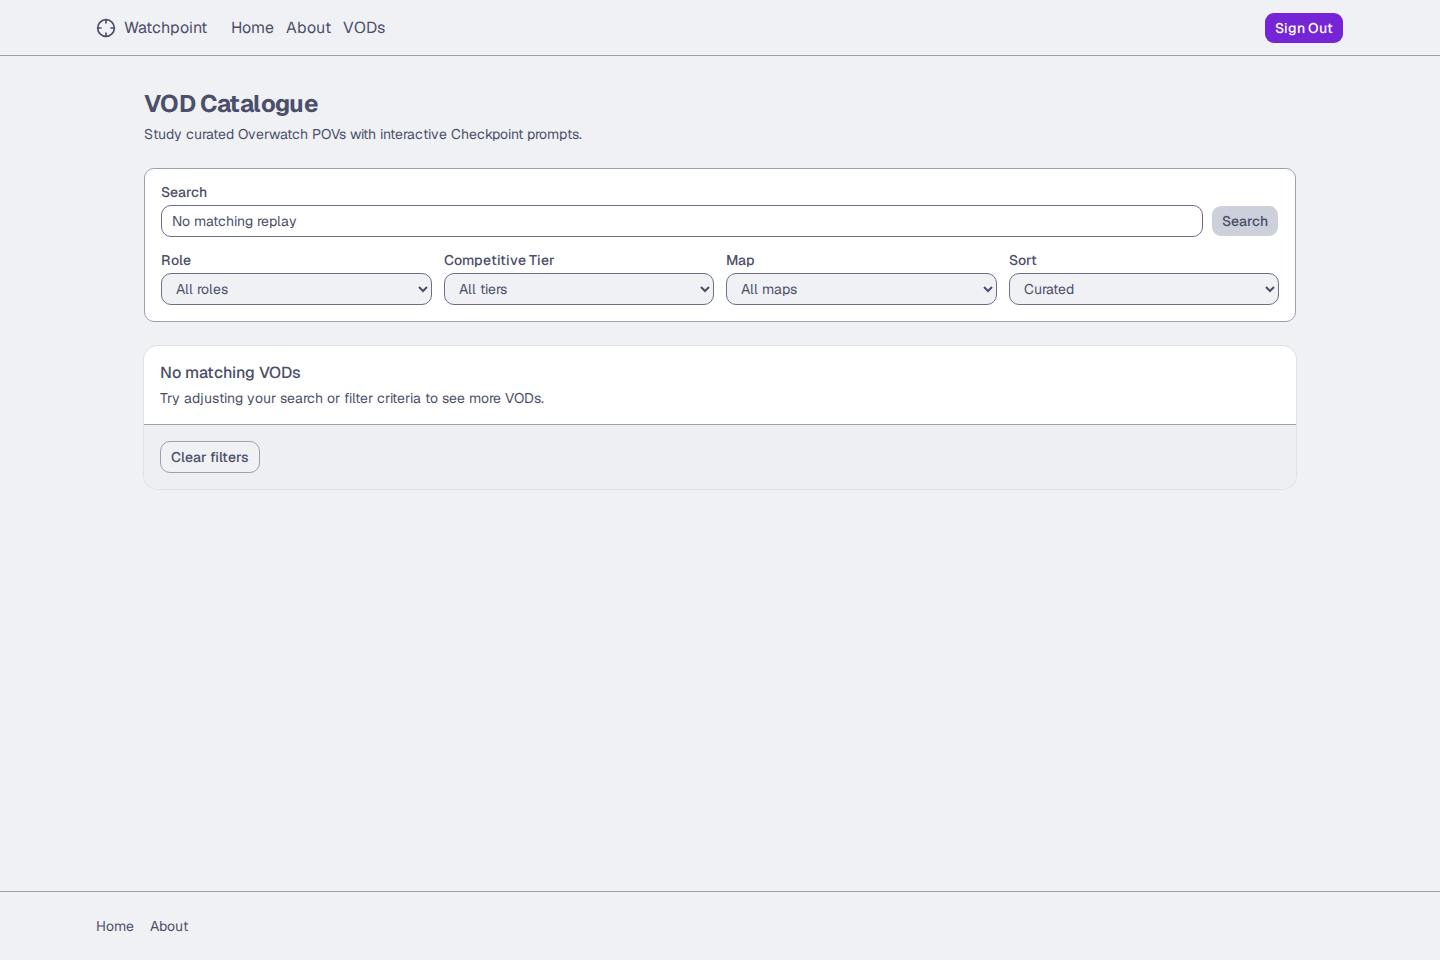 Watchpoint Home About VODs Sign Out
VOD Catalogue
Study curated Overwatch POVs with interactive Checkpoint prompts.
Search
No matching replay Search
Role Competitive Tier Map Sort
All roles All tiers All maps Curated
No matching VODs
Try adjusting your search or filter criteria to see more VODs.
Clear filters
Home About